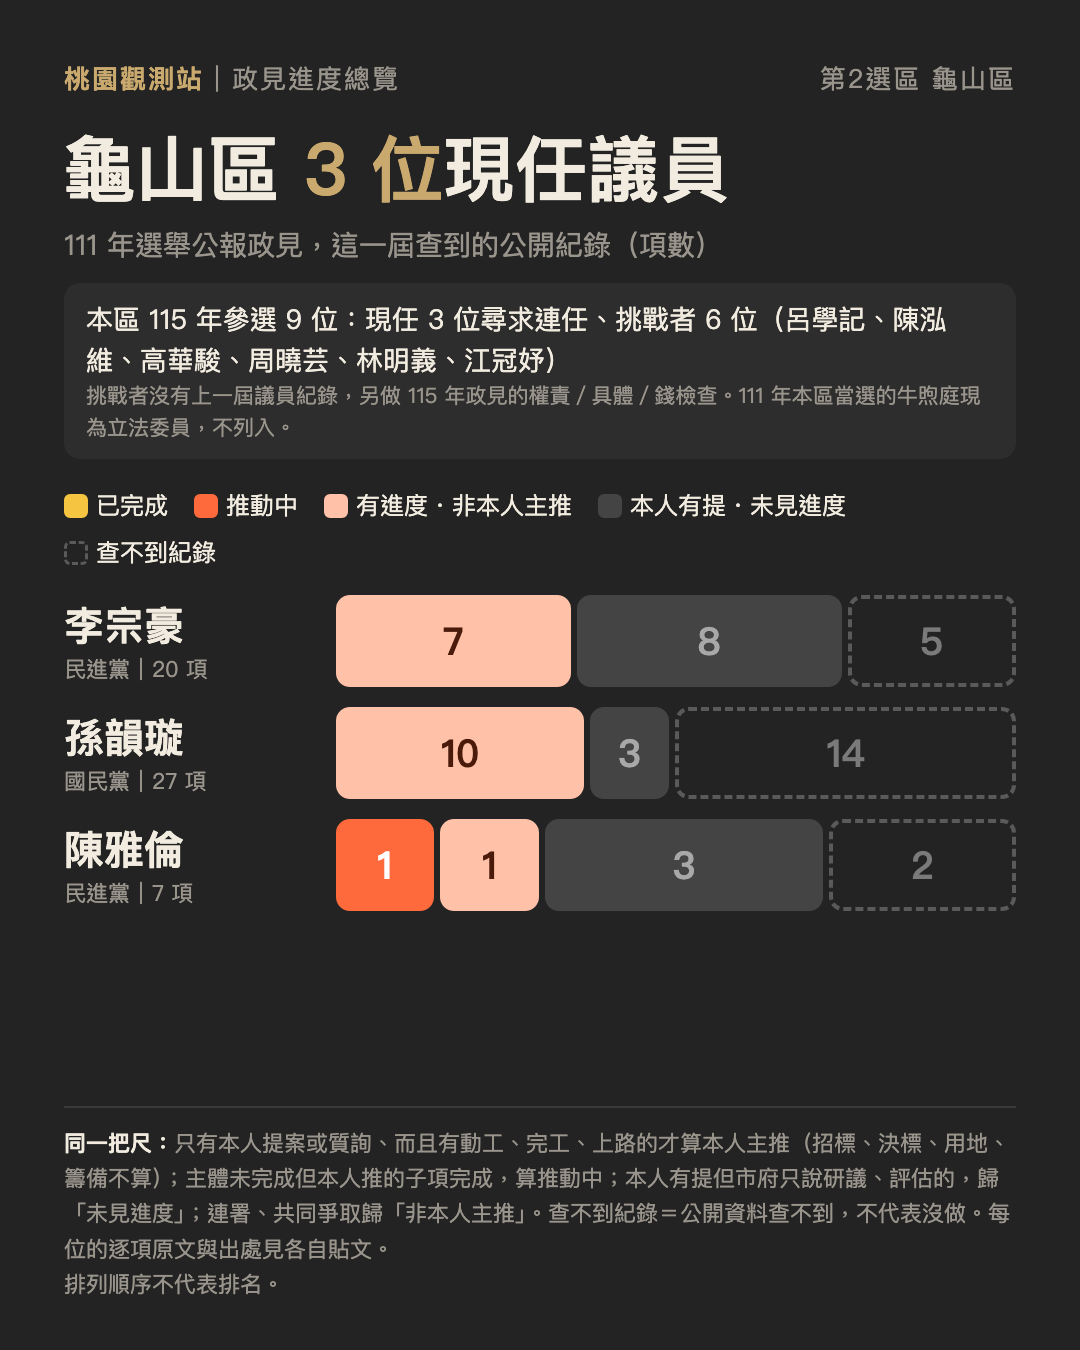 桃園觀測站｜政見進度總覽
第2選區 龜山區
龜山區 3 位現任議員
111 年選舉公報政見，這一屆查到的公開紀錄（項數）
本區 115 年參選 9 位：現任 3 位尋求連任、挑戰者 6 位（呂學記、陳泓
維、高華駿、周曉芸、林明義、江冠妤）
挑戰者沒有上一屆議員紀錄，另做 115 年政見的權責 / 具體 / 錢檢查。111 年本區當選的牛煦庭現
為立法委員，不列入。
已完成 推動中 有進度・非本人主推 本人有提・未見進度
查不到紀錄
李宗豪
民進黨｜20 項
7 8 5
孫韻璇
國民黨｜27 項
10 3 14
陳雅倫
民進黨｜7 項
1 1 3 2
同一把尺：只有本人提案或質詢、而且有動工、完工、上路的才算本人主推（招標、決標、用地、
籌備不算）；主體未完成但本人推的子項完成，算推動中；本人有提但市府只說研議、評估的，歸
「未見進度」；連署、共同爭取歸「非本人主推」。查不到紀錄＝公開資料查不到，不代表沒做。每
位的逐項原文與出處見各自貼文。
排列順序不代表排名。